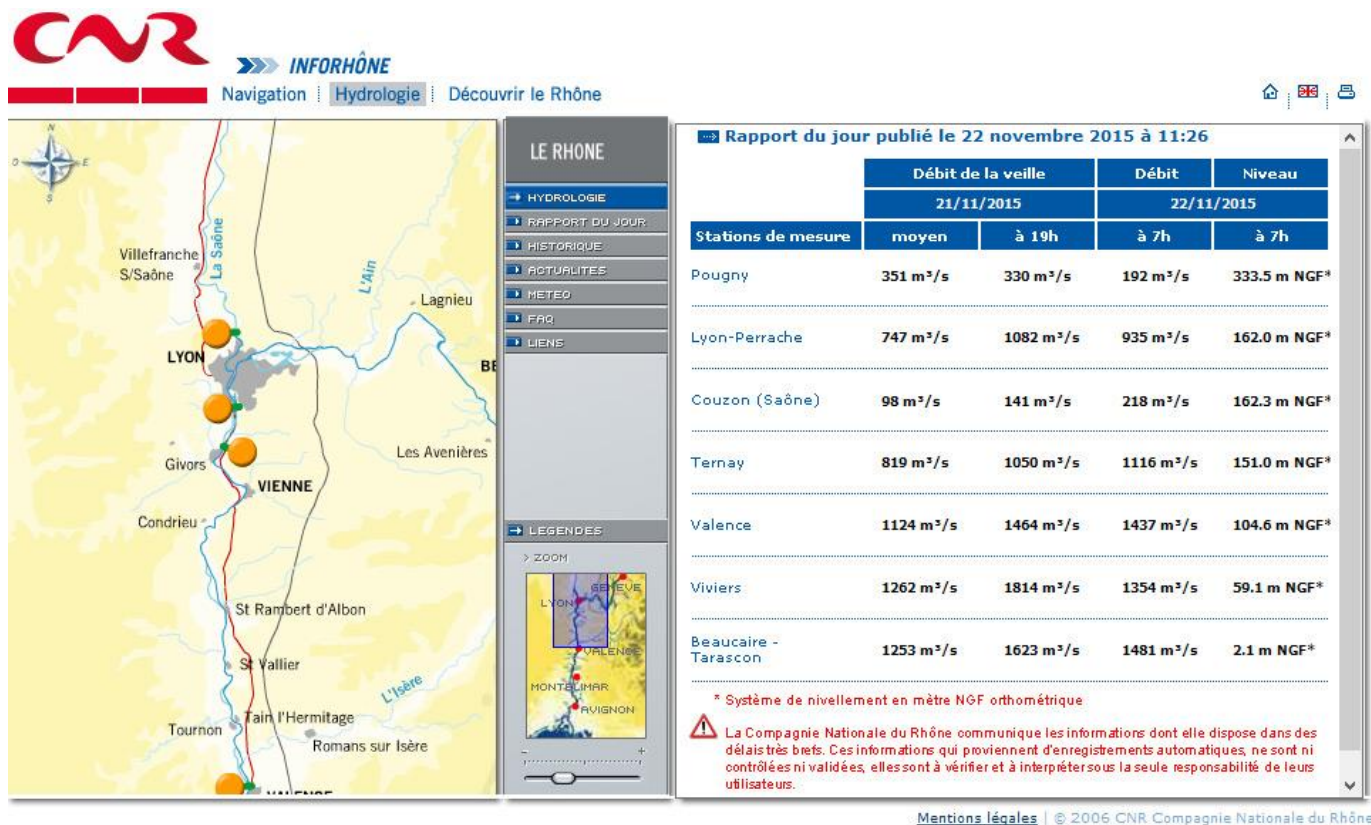 CNR
INFORHÔNE
Navigation | Hydrologie | Découvrir le Rhône
N
O
E
S
La Saône
Villefranche
S/Saône
L'Ain
Lagnieu
LYON
BE
Les Avenières
Givors
VIENNE
Condrieu
St Rambert d'Albon
St Vallier
L'Isère
Tain l'Hermitage
Tournon
Romans sur Isère
VALENCE
LE RHONE
HYDROLOGIE
RAPPORT DU JOUR
HISTORIQUE
ACTUALITES
METEO
FAQ
LIENS
LEGENDES
> ZOOM
GENEVE
LYON
VALENCE
MONTELIMAR
AVIGNON
- +
Rapport du jour publié le 22 novembre 2015 à 11:26
Débit de la veille Débit Niveau
21/11/2015 22/11/2015
Stations de mesure moyen à 19h à 7h à 7h
Pougny 351 m³/s 330 m³/s 192 m³/s 333.5 m NGF*
Lyon-Perrache 747 m³/s 1082 m³/s 935 m³/s 162.0 m NGF*
Couzon (Saône) 98 m³/s 141 m³/s 218 m³/s 162.3 m NGF*
Ternay 819 m³/s 1050 m³/s 1116 m³/s 151.0 m NGF*
Valence 1124 m³/s 1464 m³/s 1437 m³/s 104.6 m NGF*
Viviers 1262 m³/s 1814 m³/s 1354 m³/s 59.1 m NGF*
Beaucaire -
Tarascon 1253 m³/s 1623 m³/s 1481 m³/s 2.1 m NGF*
* Système de nivellement en mètre NGF orthométrique
La Compagnie Nationale du Rhône communique les informations dont elle dispose dans des
délais très brefs. Ces informations qui proviennent d'enregistrements automatiques, ne sont ni
contrôlées ni validées, elles sont à vérifier et à interpréter sous la seule responsabilité de leurs
utilisateurs.
Mentions légales | © 2006 CNR Compagnie Nationale du Rhône